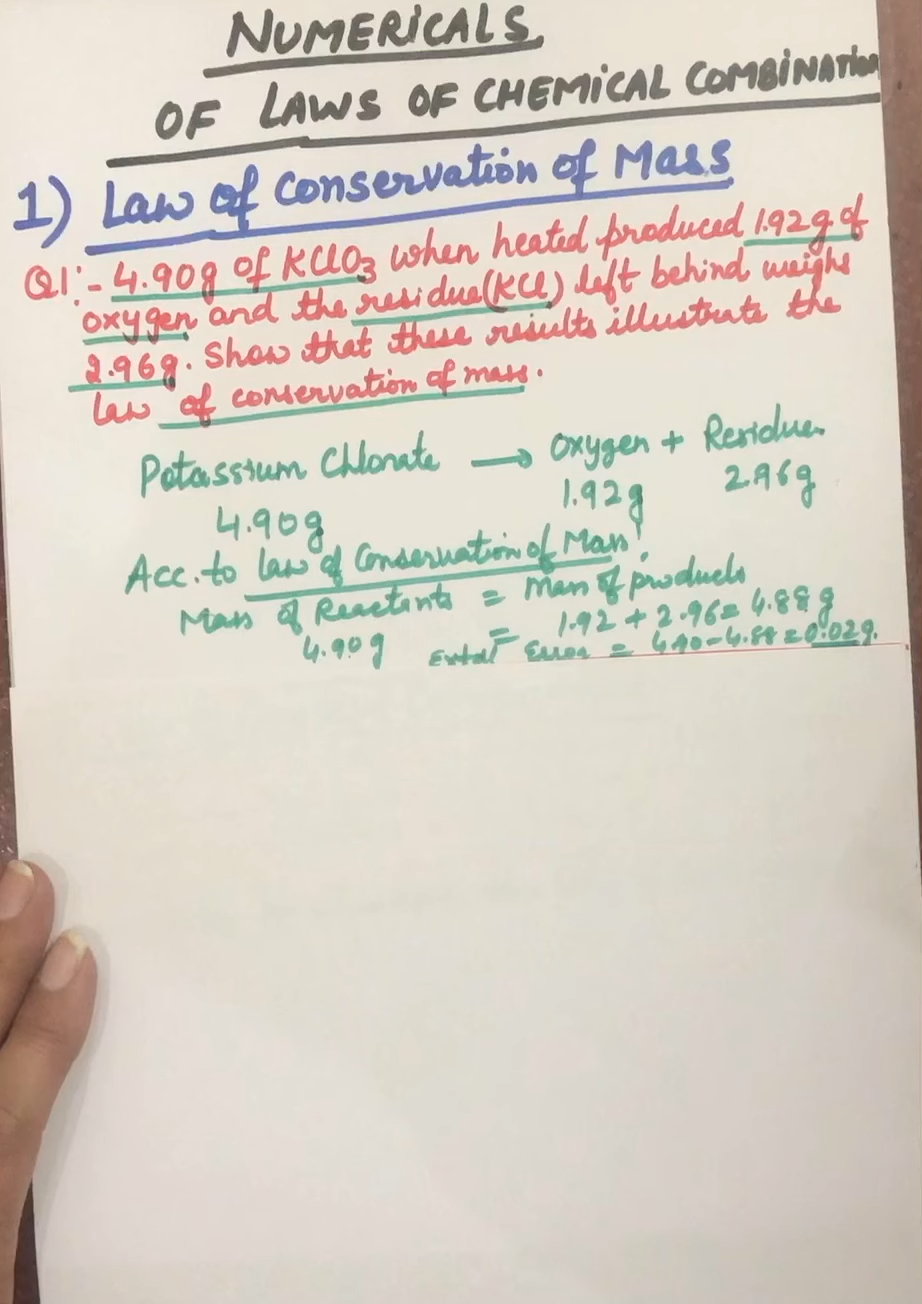 NUMERICALS
OF LAWS OF CHEMICAL COMBINATION
1) Law of conservation of Mass
Q1:- 4.90g of KClO3 when heated produced 1.92g of
oxygen and the residue(KCl) left behind weighs
2.96g. Show that these results illustrate the
law of conservation of mass.
Potassium Chlorate → Oxygen + Residue
4.90g 1.92g 2.96g
Acc. to law of Conservation of Mass:
Mass of Reactants = Mass of products
4.90g = 1.92 + 2.96 = 4.88 g
Error = 4.90-4.88 = 0.02g.